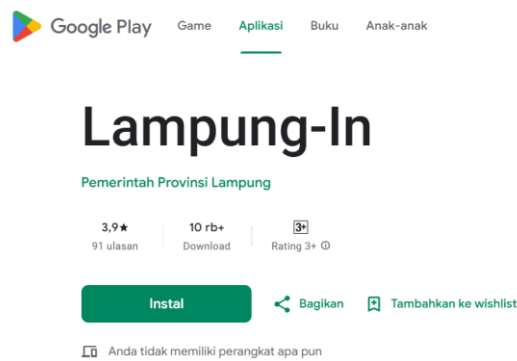 Google Play Game Aplikasi Buku Anak-anak
Lampung-In
Pemerintah Provinsi Lampung
3,9★ 10 rb+ 3+
91 ulasan Download Rating 3+
Instal Bagikan Tambahkan ke wishlist
Anda tidak memiliki perangkat apa pun